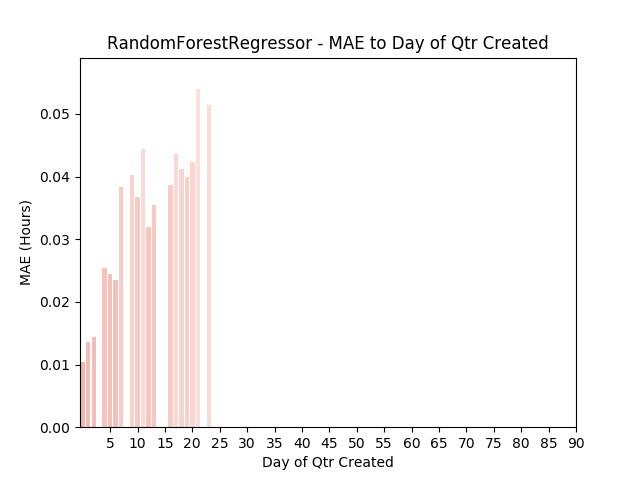 RandomForestRegressor - MAE to Day of Qtr Created
0.05
0.04
0.03
0.02
0.01
0.00
MAE (Hours)
5 10 15 20 25 30 35 40 45 50 55 60 65 70 75 80 85 90
Day of Qtr Created